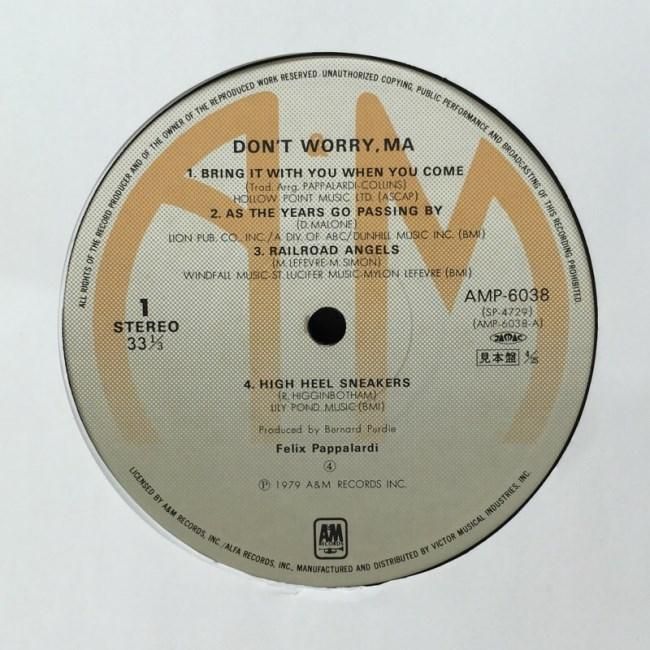 ALL RIGHTS OF THE RECORD PRODUCER AND OF THE OWNER OF THE REPRODUCED WORK RESERVED. UNAUTHORIZED COPYING, PUBLIC PERFORMANCE AND BROADCASTING OF THIS RECORDING PROHIBITED.
A&M
DON'T WORRY, MA
1. BRING IT WITH YOU WHEN YOU COME
(Trad. Arrg. PAPPALARDI-COLLINS)
HOLLOW POINT MUSIC LTD. (ASCAP)
2. AS THE YEARS GO PASSING BY
(D. MALONE)
LION PUB. CO., INC./A DIV. OF ABC/DUNHILL MUSIC INC. (BMI)
3. RAILROAD ANGELS
(M. LEFEVRE-M. SIMON)
WINDFALL MUSIC-ST. LUCIFER MUSIC-MYLON LEFEVRE (BMI)
1
STEREO
33 1/3
AMP-6038
(SP-4729)
(AMP-6038-A)
JASRAC
見本盤 4/25
4. HIGH HEEL SNEAKERS
(R. HIGGINBOTHAM)
LILY POND MUSIC (BMI)
Produced by Bernard Purdie
Felix Pappalardi
④
Ⓟ 1979 A&M RECORDS INC.
A&M
RECORDS
LICENSED BY A&M RECORDS, INC./ALFA RECORDS, INC., MANUFACTURED AND DISTRIBUTED BY VICTOR MUSICAL INDUSTRIES, INC.